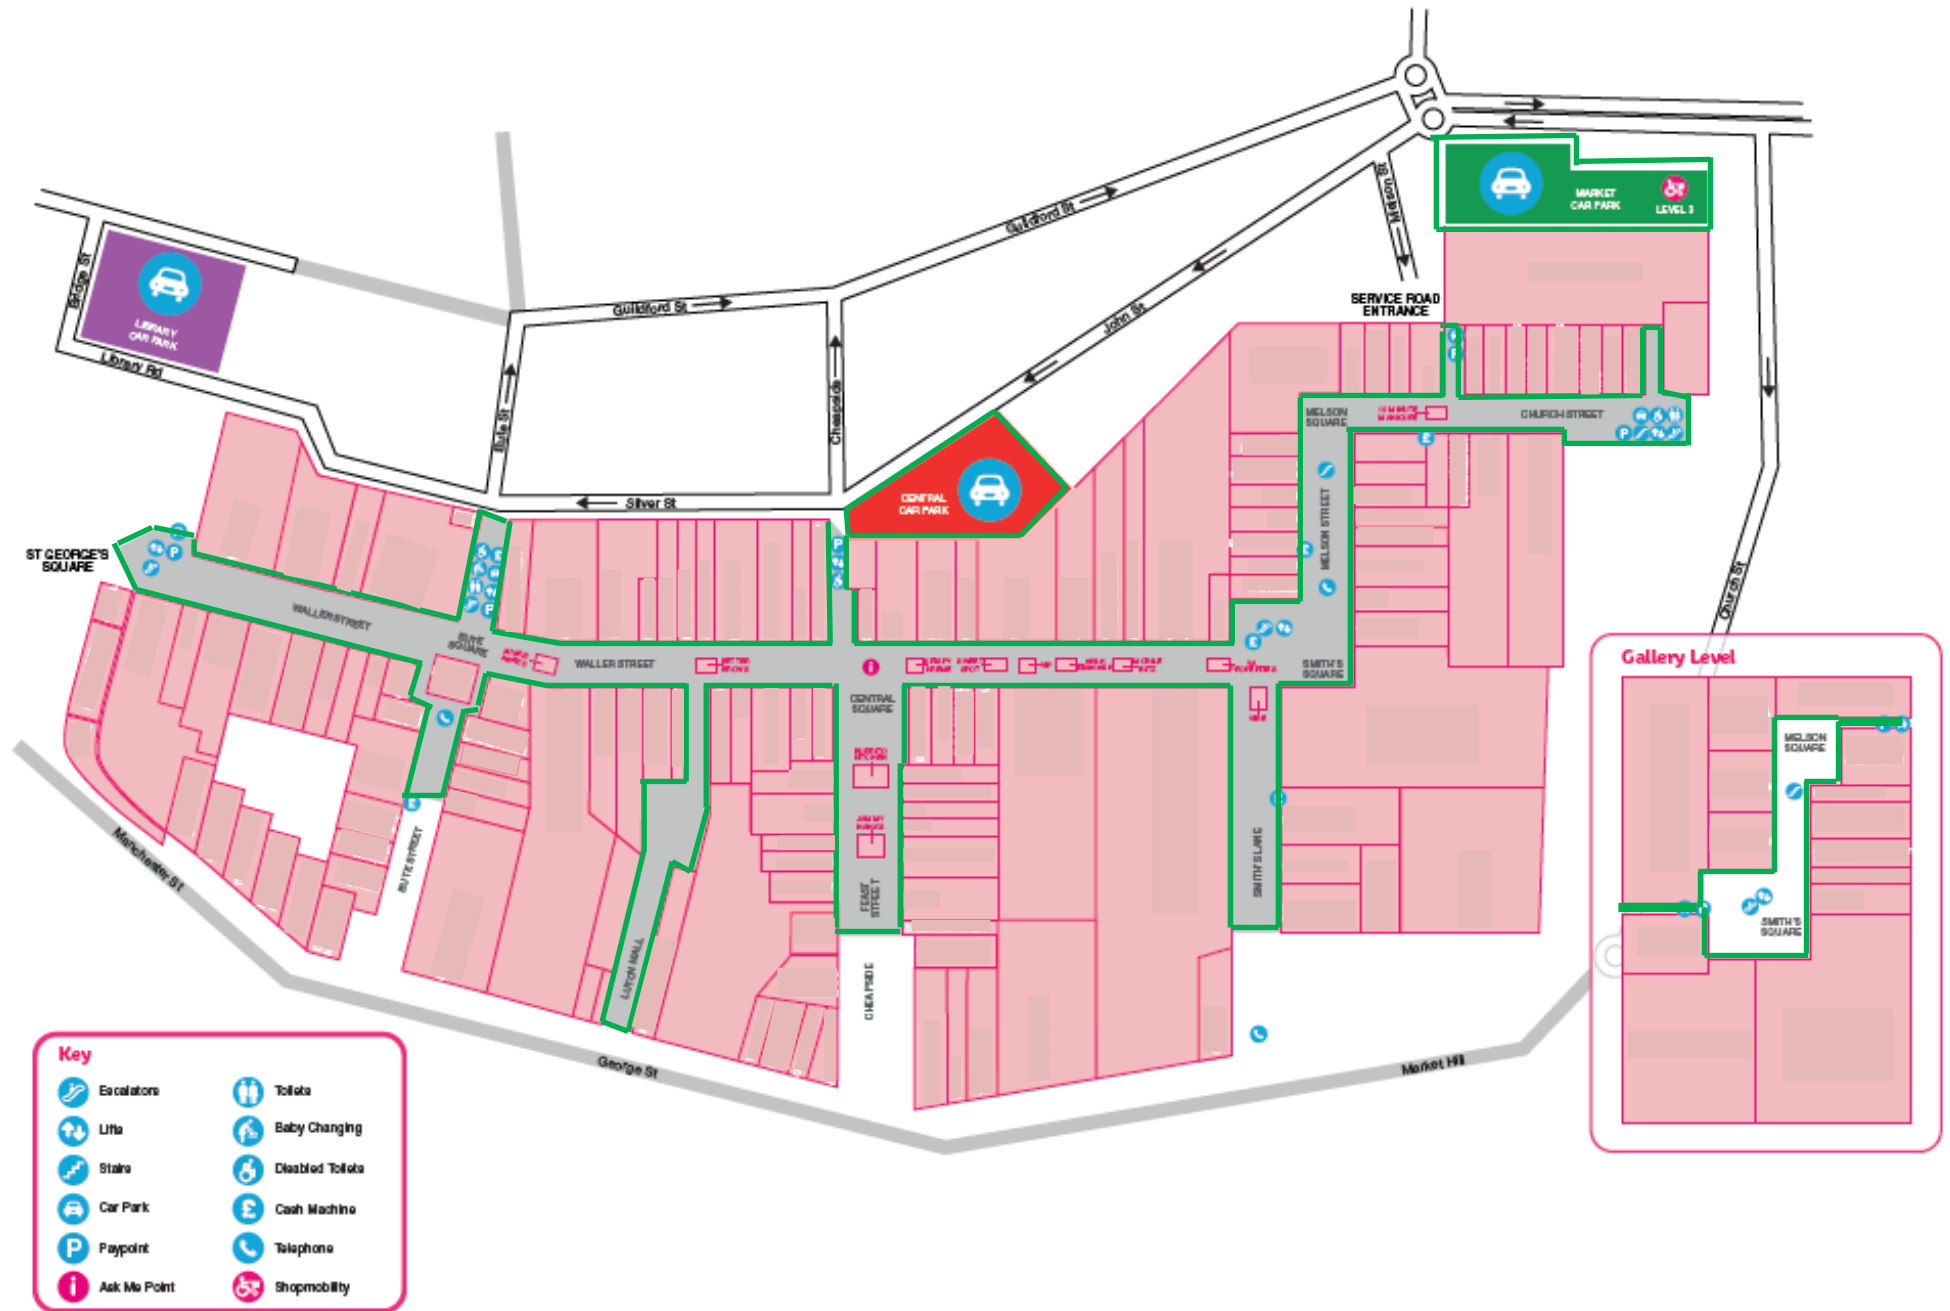 Guildford St
Mason St
MARKET
CAR PARK
LEVEL 3
Bridge St
LIBRARY
CAR PARK
Library Rd
Guildford St
John St
SERVICE ROAD
ENTRANCE
Bute St
Cheapside
Silver St
CENTRAL
CAR PARK
MELSON
SQUARE
CHURCH STREET
P
P
£
MELSON STREET
Church St
ST GEORGE'S
SQUARE
P
P
P
WALLER STREET
BUTE
SQUARE
WALLER STREET
i
£
SMITH'S
SQUARE
CENTRAL
SQUARE
Gallery Level
MELSON
SQUARE
SMITH'S
SQUARE
Manchester St
BUTE STREET
FEAST
STREET
SMITH'S LANE
LUTON MALL
CHEAPSIDE
George St
Market Hill
Key
Escalators
Toilets
Lifts
Baby Changing
Stairs
Disabled Toilets
Car Park
£ Cash Machine
P Paypoint
Telephone
i Ask Me Point
Shopmobility